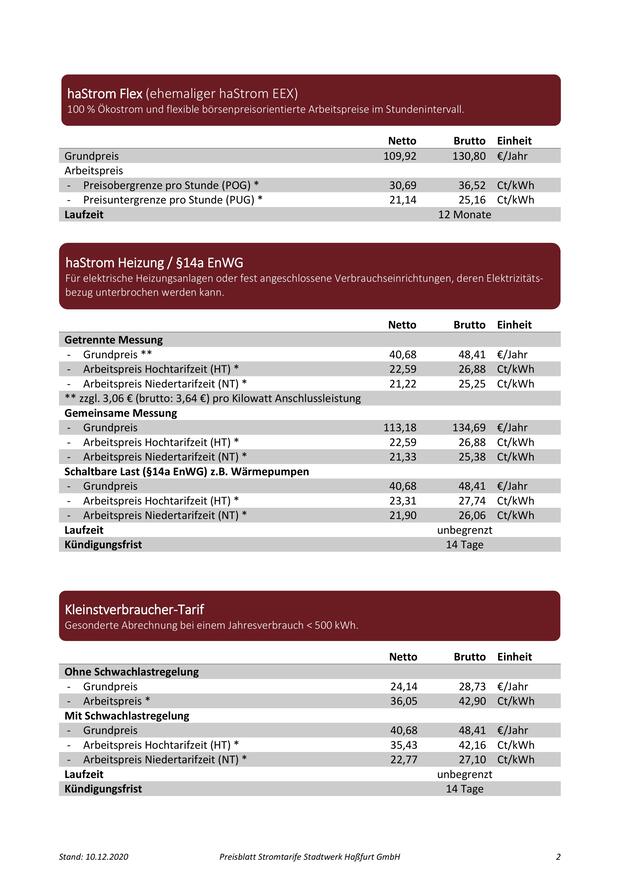 haStrom Flex (ehemaliger haStrom EEX)
100 % Ökostrom und flexible börsenpreisorientierte Arbeitspreise im Stundenintervall.
Netto Brutto Einheit
Grundpreis 109,92 130,80 €/Jahr
Arbeitspreis
- Preisobergrenze pro Stunde (POG) * 30,69 36,52 Ct/kWh
- Preisuntergrenze pro Stunde (PUG) * 21,14 25,16 Ct/kWh
Laufzeit 12 Monate
haStrom Heizung / §14a EnWG
Für elektrische Heizungsanlagen oder fest angeschlossene Verbrauchseinrichtungen, deren Elektrizitäts-
bezug unterbrochen werden kann.
Netto Brutto Einheit
Getrennte Messung
- Grundpreis ** 40,68 48,41 €/Jahr
- Arbeitspreis Hochtarifzeit (HT) * 22,59 26,88 Ct/kWh
- Arbeitspreis Niedertarifzeit (NT) * 21,22 25,25 Ct/kWh
** zzgl. 3,06 € (brutto: 3,64 €) pro Kilowatt Anschlussleistung
Gemeinsame Messung
- Grundpreis 113,18 134,69 €/Jahr
- Arbeitspreis Hochtarifzeit (HT) * 22,59 26,88 Ct/kWh
- Arbeitspreis Niedertarifzeit (NT) * 21,33 25,38 Ct/kWh
Schaltbare Last (§14a EnWG) z.B. Wärmepumpen
- Grundpreis 40,68 48,41 €/Jahr
- Arbeitspreis Hochtarifzeit (HT) * 23,31 27,74 Ct/kWh
- Arbeitspreis Niedertarifzeit (NT) * 21,90 26,06 Ct/kWh
Laufzeit unbegrenzt
Kündigungsfrist 14 Tage
Kleinstverbraucher-Tarif
Gesonderte Abrechnung bei einem Jahresverbrauch < 500 kWh.
Netto Brutto Einheit
Ohne Schwachlastregelung
- Grundpreis 24,14 28,73 €/Jahr
- Arbeitspreis * 36,05 42,90 Ct/kWh
Mit Schwachlastregelung
- Grundpreis 40,68 48,41 €/Jahr
- Arbeitspreis Hochtarifzeit (HT) * 35,43 42,16 Ct/kWh
- Arbeitspreis Niedertarifzeit (NT) * 22,77 27,10 Ct/kWh
Laufzeit unbegrenzt
Kündigungsfrist 14 Tage
Stand: 10.12.2020 Preisblatt Stromtarife Stadtwerk Haßfurt GmbH 2